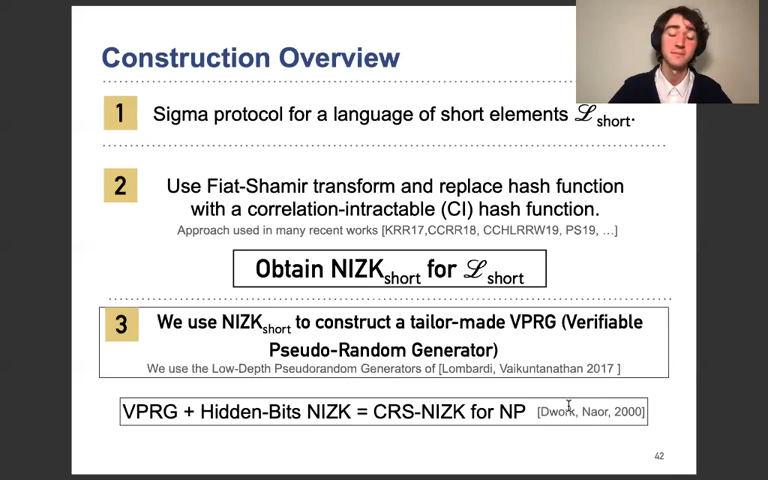 Construction Overview
1
Sigma protocol for a language of short elements ℒshort.
2
Use Fiat-Shamir transform and replace hash function
with a correlation-intractable (CI) hash function.
Approach used in many recent works [KRR17,CCRR18, CCHLRRW19, PS19, …]
Obtain NIZKshort for ℒshort
3
We use NIZKshort to construct a tailor-made VPRG (Verifiable
Pseudo-Random Generator)
We use the Low-Depth Pseudorandom Generators of [Lombardi, Vaikuntanathan 2017 ]
VPRG + Hidden-Bits NIZK = CRS-NIZK for NP [Dwork, Naor, 2000]
42